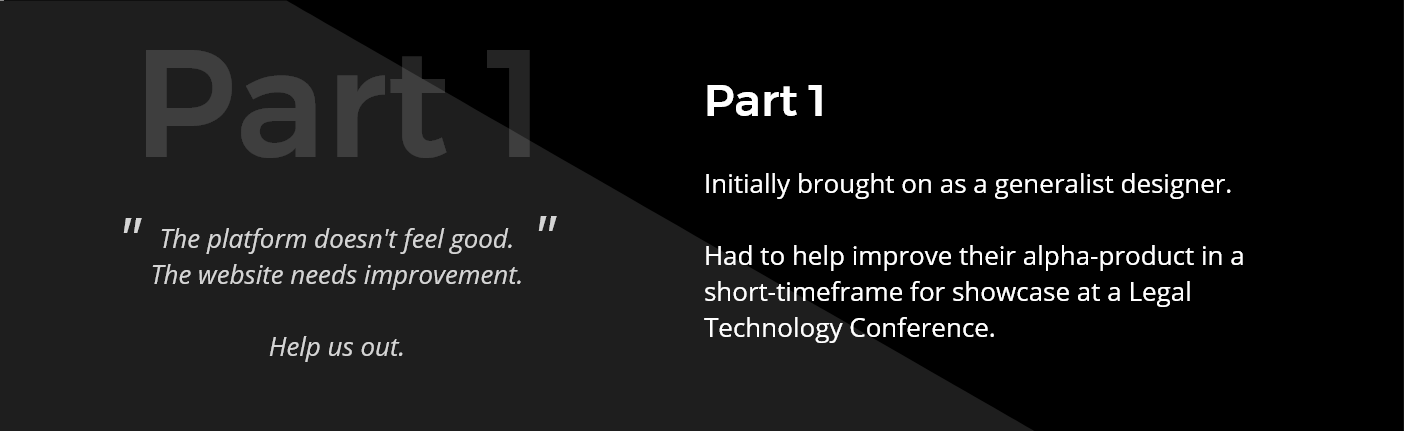 Part 1
" The platform doesn't feel good. "
The website needs improvement.
Help us out.
Part 1
Initially brought on as a generalist designer.
Had to help improve their alpha-product in a
short-timeframe for showcase at a Legal
Technology Conference.